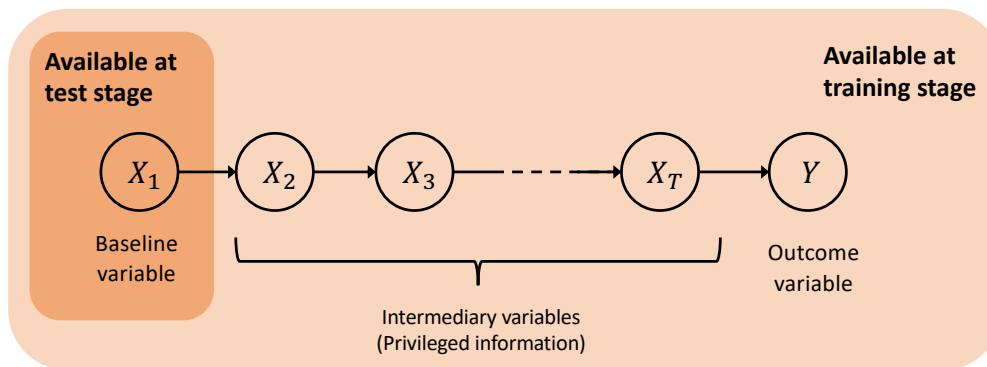 Available at
test stage
Available at
training stage
X₁
X₂
X₃
X_T
Y
Baseline
variable
Outcome
variable
Intermediary variables
(Privileged information)